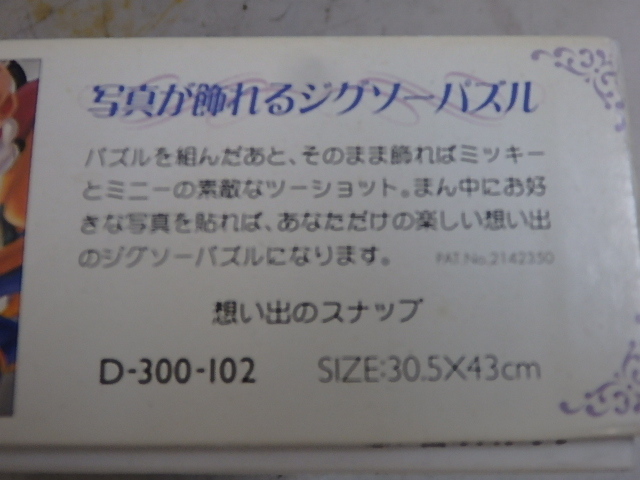 写真が飾れるジグソーパズル
パズルを組んだあと、そのまま飾ればミッキー
とミニーの素敵なツーショット。まん中にお好
きな写真を貼れば、あなただけの楽しい想い出
のジグソーパズルになります。 PAT.No.2142350
想い出のスナップ
D-300-102 SIZE:30.5X43cm